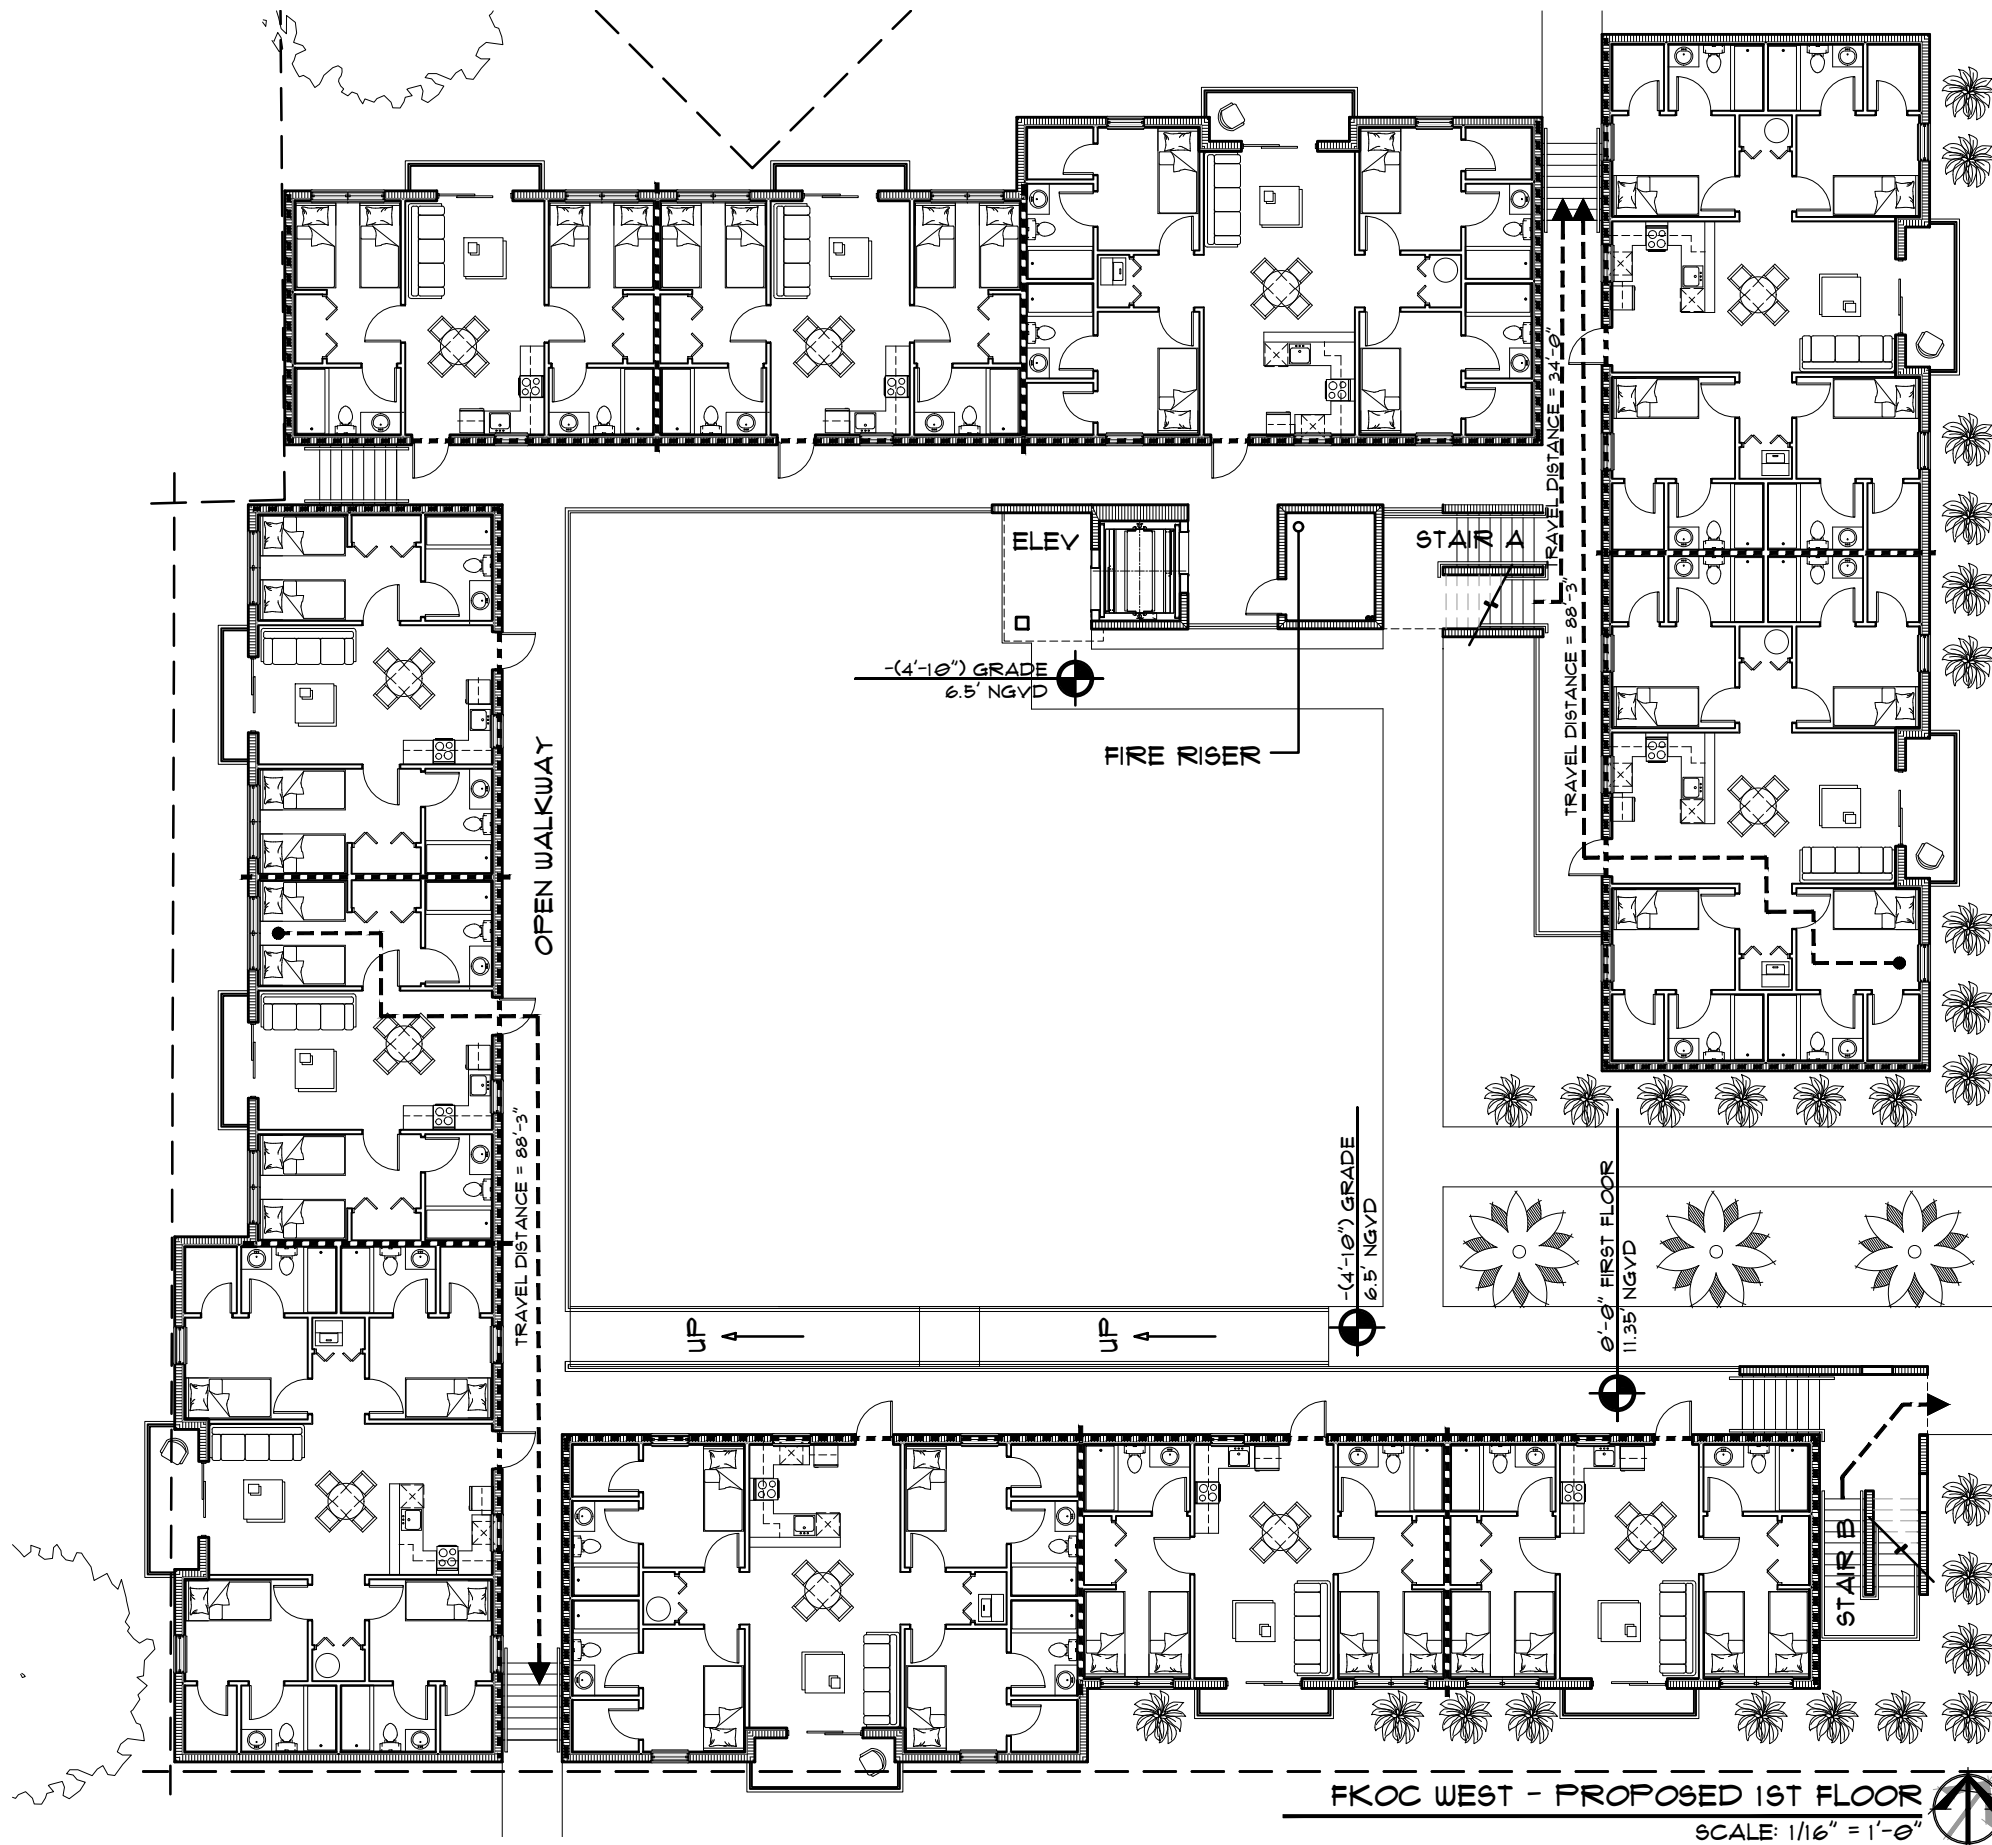 TRAVEL DISTANCE = 34'-0"
ELEV
STAIR A
TRAVEL DISTANCE = 88'-3"
-(4'-10") GRADE
6.5' NGVD
FIRE RISER
OPEN WALKWAY
TRAVEL DISTANCE = 88'-3"
-(4'-10") GRADE
6.5' NGVD
0'-0" FIRST FLOOR
11.35' NGVD
UP
UP
STAIR B
FKOC WEST - PROPOSED 1ST FLOOR
SCALE: 1/16" = 1'-0"